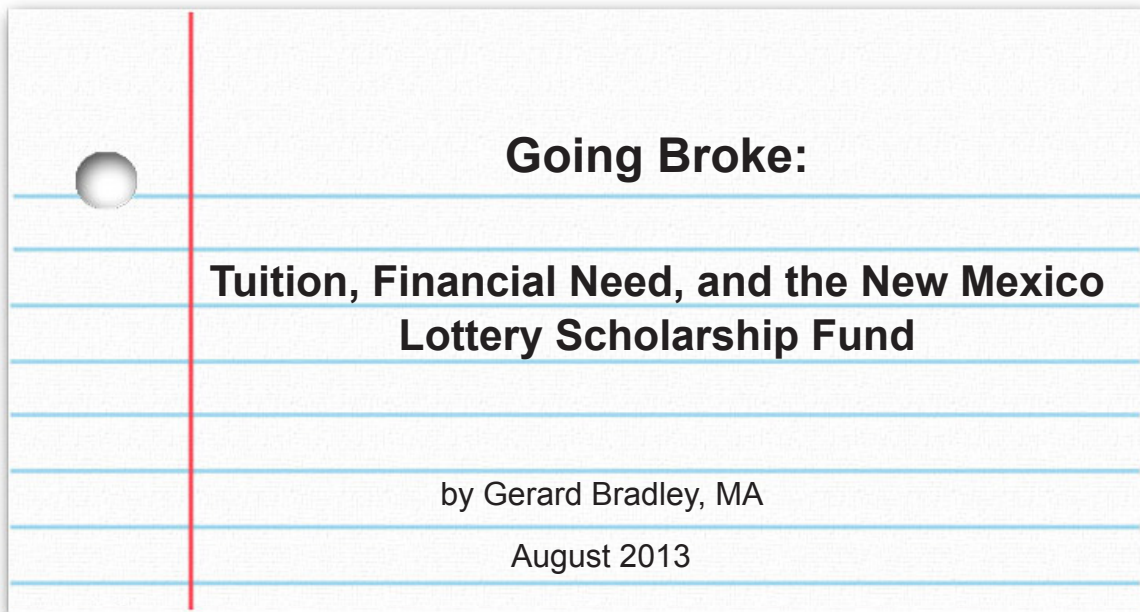 Going Broke:
Tuition, Financial Need, and the New Mexico
Lottery Scholarship Fund
by Gerard Bradley, MA
August 2013